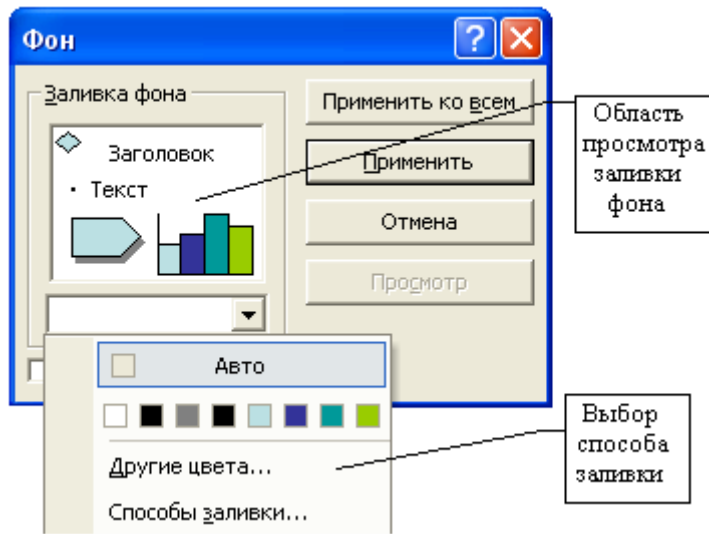 Фон
Заливка фона
Применить ко всем
Область
просмотра
заливки
фона
Заголовок
• Текст
Применить
Отмена
Просмотр
Авто
Другие цвета...
Способы заливки...
Выбор
способа
заливки